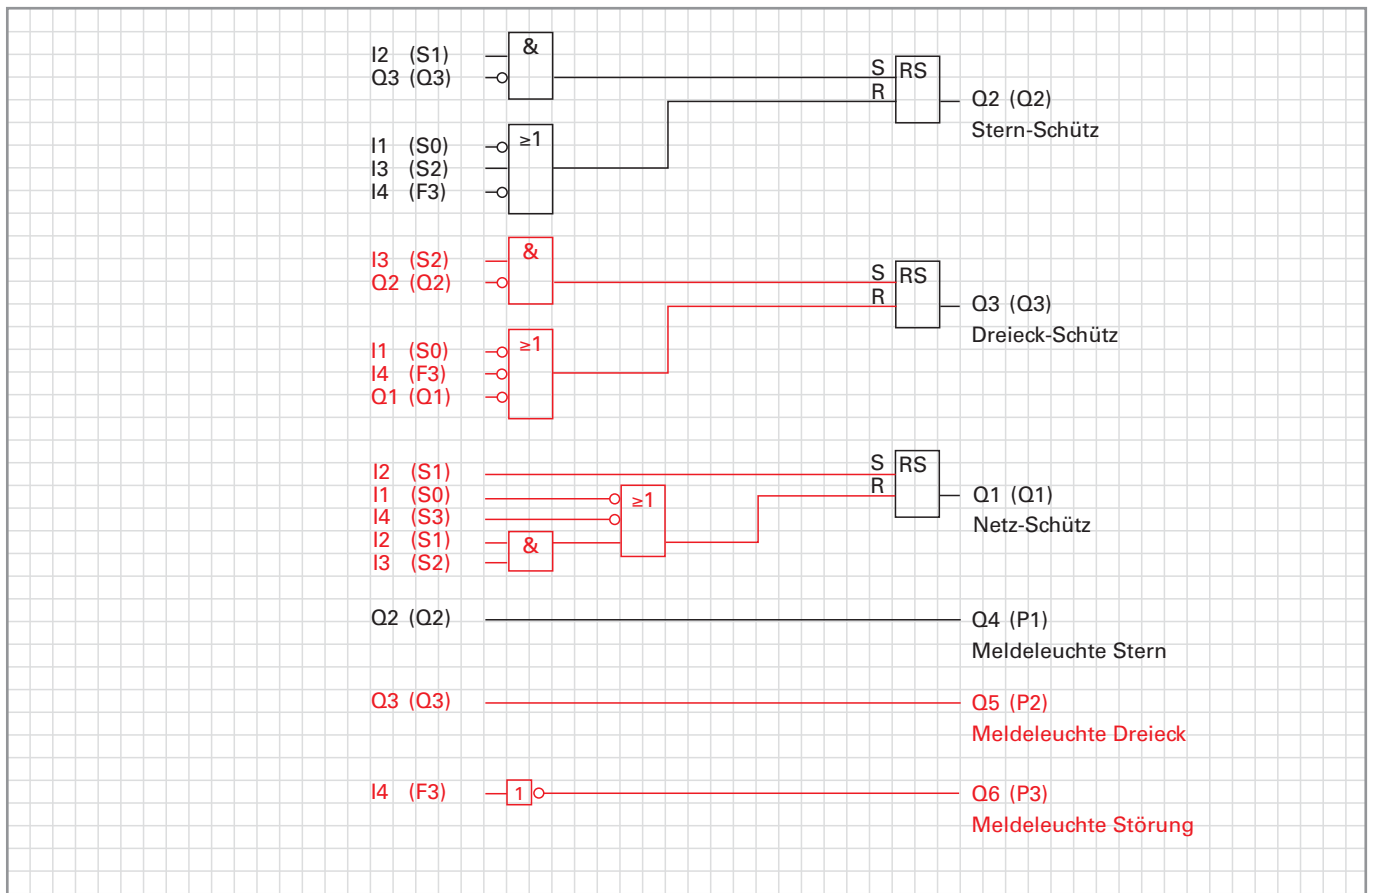 I2 (S1)
Q3 (Q3)
&
S
R
RS
Q2 (Q2)
Stern-Schütz
I1 (S0)
I3 (S2)
I4 (F3)
≥1
I3 (S2)
Q2 (Q2)
&
S
R
RS
Q3 (Q3)
Dreieck-Schütz
I1 (S0)
I4 (F3)
Q1 (Q1)
≥1
I2 (S1)
I1 (S0)
I4 (S3)
I2 (S1)
I3 (S2)
&
≥1
S
R
RS
Q1 (Q1)
Netz-Schütz
Q2 (Q2)
Q4 (P1)
Meldeleuchte Stern
Q3 (Q3)
Q5 (P2)
Meldeleuchte Dreieck
I4 (F3)
1
Q6 (P3)
Meldeleuchte Störung